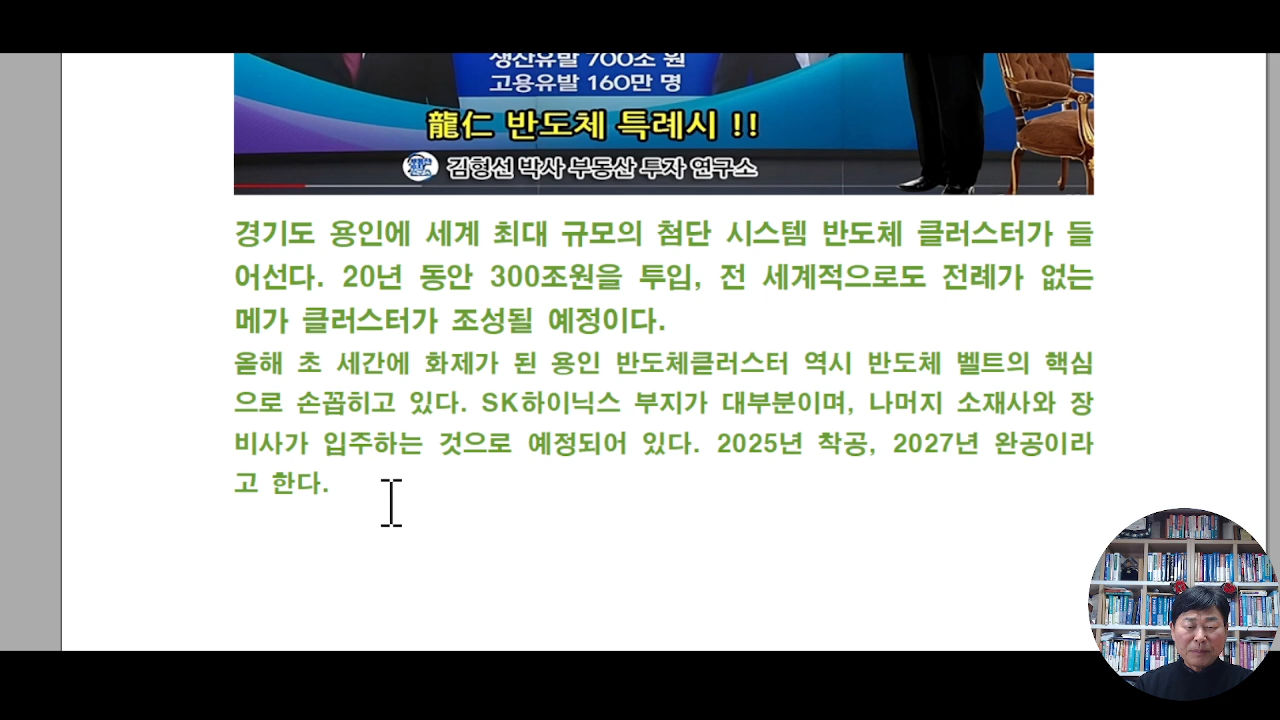 생산유발 700조 원
고용유발 160만 명
龍仁 반도체 특례시 !!
김형선 박사 부동산 투자 연구소
경기도 용인에 세계 최대 규모의 첨단 시스템 반도체 클러스터가 들
어선다. 20년 동안 300조원을 투입, 전 세계적으로도 전례가 없는
메가 클러스터가 조성될 예정이다.
올해 초 세간에 화제가 된 용인 반도체클러스터 역시 반도체 벨트의 핵심
으로 손꼽히고 있다. SK하이닉스 부지가 대부분이며, 나머지 소재사와 장
비사가 입주하는 것으로 예정되어 있다. 2025년 착공, 2027년 완공이라
고 한다.